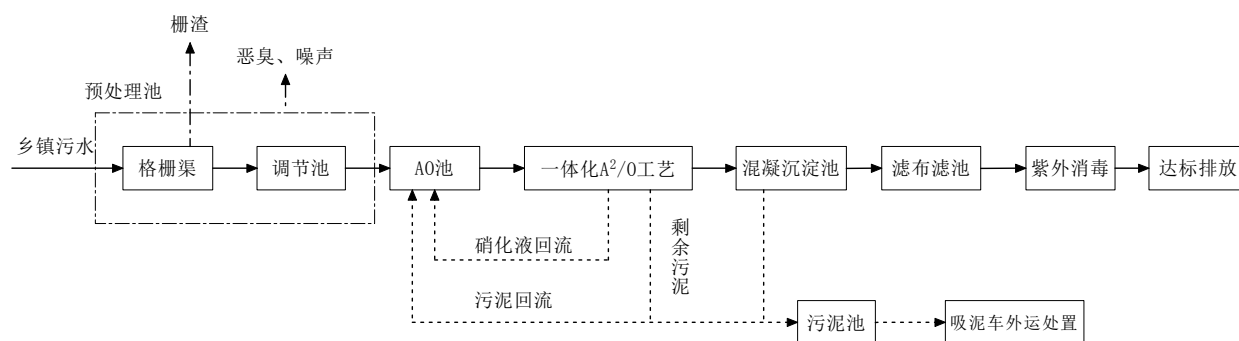 栅渣
恶臭、噪声
预处理池
乡镇污水
格栅渠
调节池
AO池
一体化A²/O工艺
混凝沉淀池
滤布滤池
紫外消毒
达标排放
硝化液回流
剩余污泥
污泥回流
污泥池
吸泥车外运处置